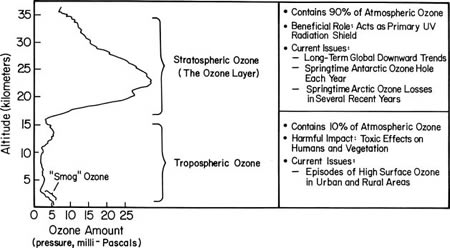 35
30
25
20
15
10
5
Altitude (kilometers)
Stratospheric Ozone
(The Ozone Layer)
Tropospheric Ozone
"Smog" Ozone
0 5 10 15 20 25
Ozone Amount
(pressure, milli-Pascals)
• Contains 90% of Atmospheric Ozone
• Beneficial Role: Acts as Primary UV
Radiation Shield
• Current Issues:
– Long-Term Global Downward Trends
– Springtime Antarctic Ozone Hole
Each Year
– Springtime Arctic Ozone Losses
in Several Recent Years
• Contains 10% of Atmospheric Ozone
• Harmful Impact: Toxic Effects on
Humans and Vegetation
• Current Issues:
– Episodes of High Surface Ozone
in Urban and Rural Areas